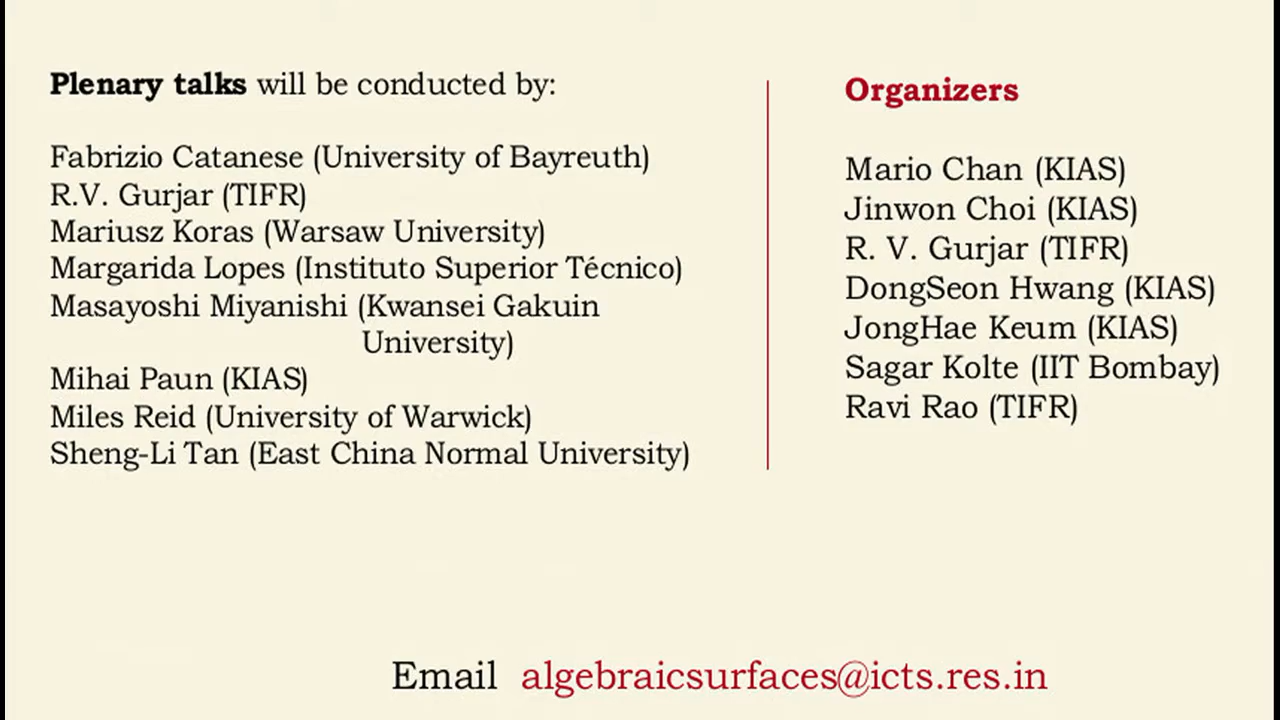 Plenary talks will be conducted by:
Fabrizio Catanese (University of Bayreuth)
R.V. Gurjar (TIFR)
Mariusz Koras (Warsaw University)
Margarida Lopes (Instituto Superior Técnico)
Masayoshi Miyanishi (Kwansei Gakuin
University)
Mihai Paun (KIAS)
Miles Reid (University of Warwick)
Sheng-Li Tan (East China Normal University)
Organizers
Mario Chan (KIAS)
Jinwon Choi (KIAS)
R. V. Gurjar (TIFR)
DongSeon Hwang (KIAS)
JongHae Keum (KIAS)
Sagar Kolte (IIT Bombay)
Ravi Rao (TIFR)
Email algebraicsurfaces@icts.res.in